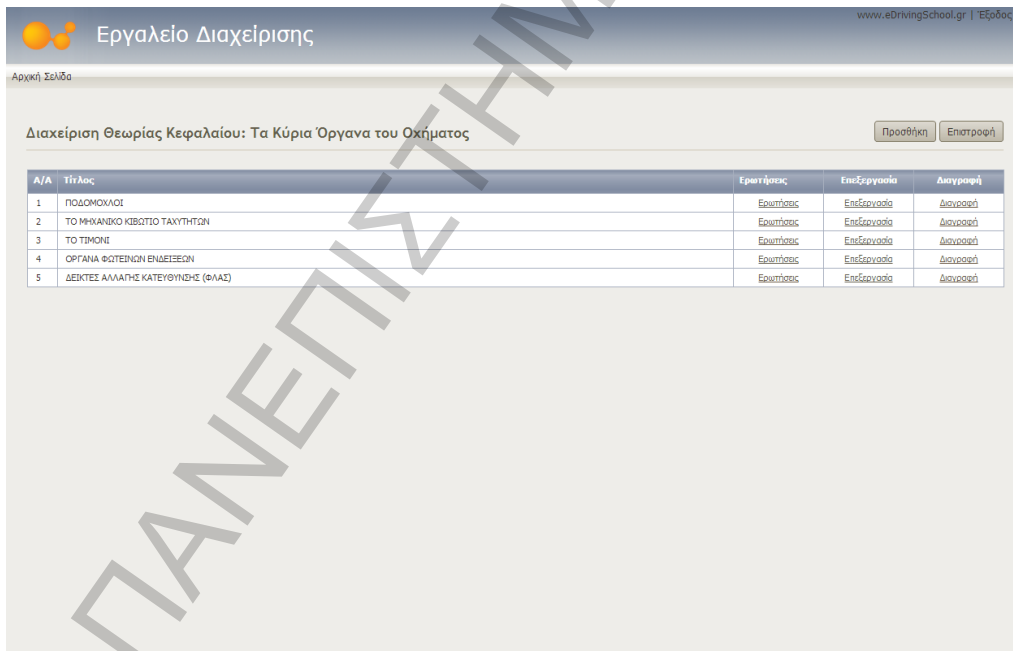 www.eDrivingSchool.gr | Έξοδος
Εργαλείο Διαχείρισης
Αρχική Σελίδα
Διαχείριση Θεωρίας Κεφαλαίου: Τα Κύρια Όργανα του Οχήματος
Προσθήκη Επιστροφή
Α/Α Τίτλος Ερωτήσεις Επεξεργασία Διαγραφή
1 ΠΟΔΟΜΟΧΛΟΙ Ερωτήσεις Επεξεργασία Διαγραφή
2 ΤΟ ΜΗΧΑΝΙΚΟ ΚΙΒΩΤΙΟ ΤΑΧΥΤΗΤΩΝ Ερωτήσεις Επεξεργασία Διαγραφή
3 ΤΟ ΤΙΜΟΝΙ Ερωτήσεις Επεξεργασία Διαγραφή
4 ΟΡΓΑΝΑ ΦΩΤΕΙΝΩΝ ΕΝΔΕΙΞΕΩΝ Ερωτήσεις Επεξεργασία Διαγραφή
5 ΔΕΙΚΤΕΣ ΑΛΛΑΓΗΣ ΚΑΤΕΥΘΥΝΣΗΣ (ΦΛΑΣ) Ερωτήσεις Επεξεργασία Διαγραφή
ΠΑΝΕΠΙΣΤΗΜ